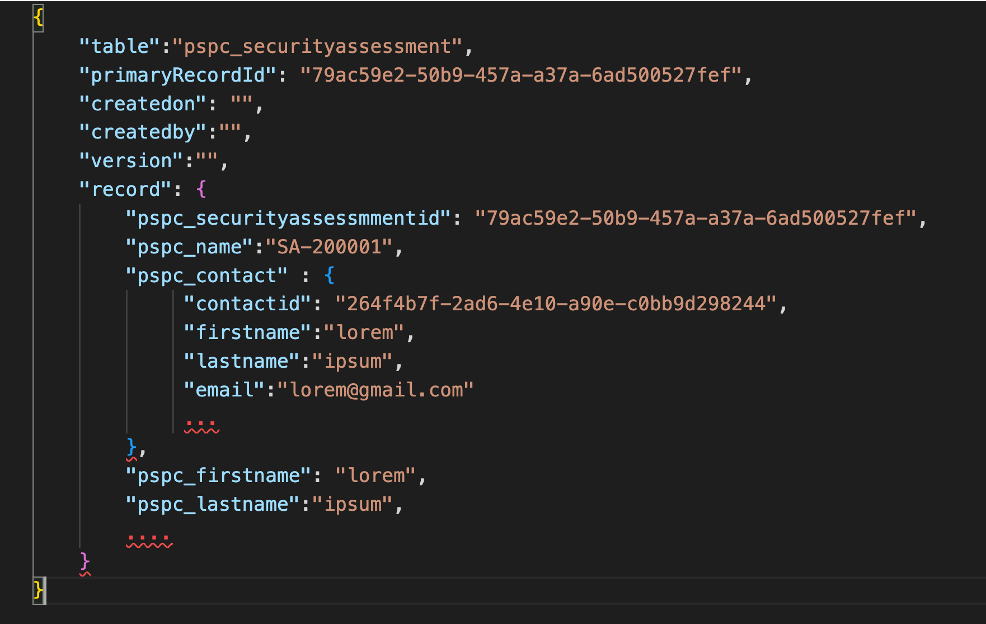 {
"table":"pspc_securityassessment",
"primaryRecordId": "79ac59e2-50b9-457a-a37a-6ad500527fef",
"createdon": "",
"createdby":"",
"version":"",
"record": {
"pspc_securityassessmmentid": "79ac59e2-50b9-457a-a37a-6ad500527fef",
"pspc_name":"SA-200001",
"pspc_contact" : {
"contactid": "264f4b7f-2ad6-4e10-a90e-c0bb9d298244",
"firstname":"lorem",
"lastname":"ipsum",
"email":"lorem@gmail.com"
...
},
"pspc_firstname": "lorem",
"pspc_lastname":"ipsum",
....
}
}